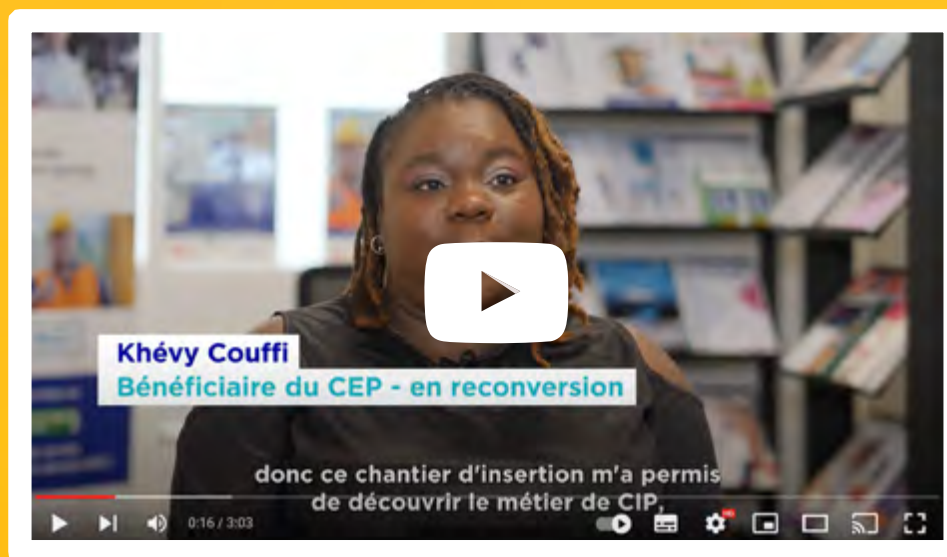 Khévy Couffi
Bénéficiaire du CEP - en reconversion
donc ce chantier d'insertion m'a permis
de découvrir le métier de CIP,
0:16 / 3:03
HD